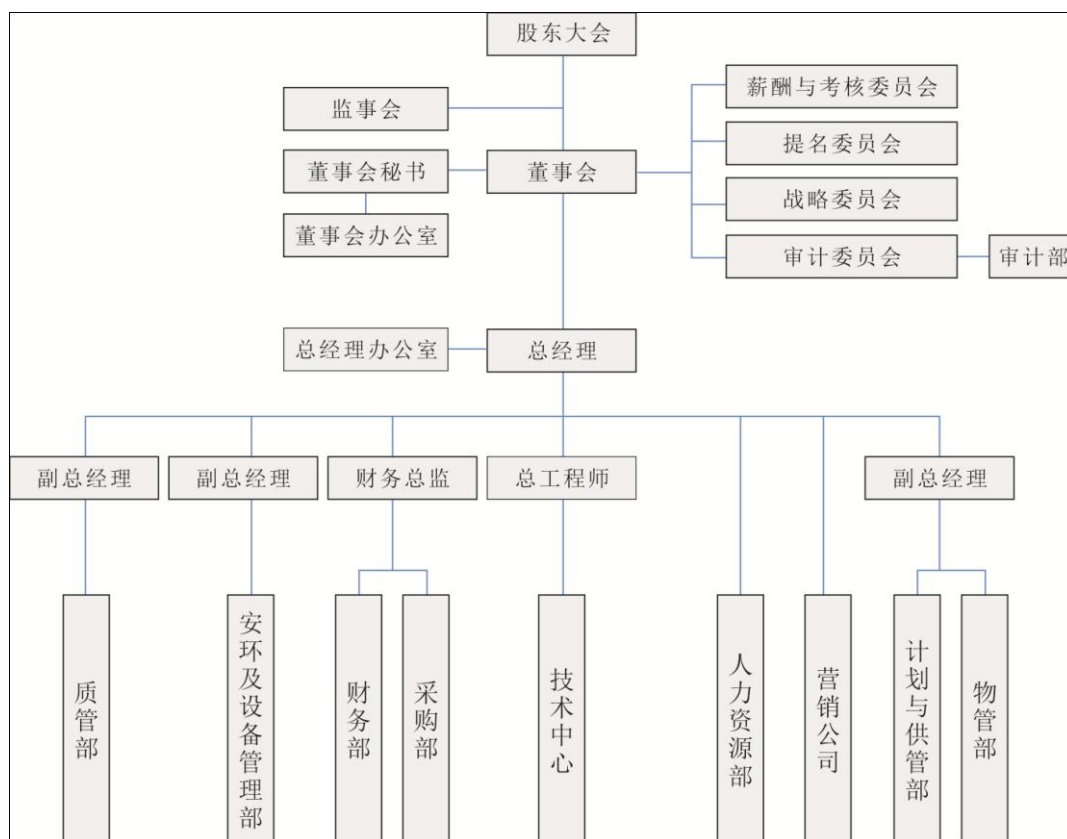 股东大会
监事会
薪酬与考核委员会
提名委员会
董事会秘书
董事会
战略委员会
董事会办公室
审计委员会
审计部
总经理办公室
总经理
副总经理
副总经理
财务总监
总工程师
副总经理
质管部
安环及设备管理部
财务部
采购部
技术中心
人力资源部
营销公司
计划与供管部
物管部